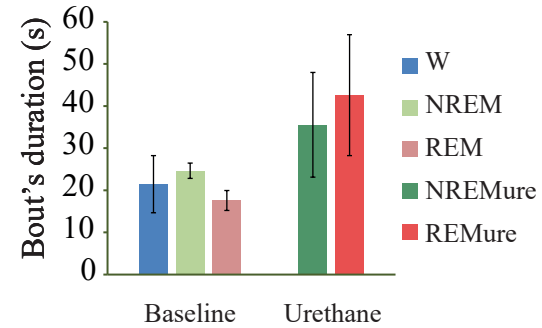 Bout's duration (s)
60
50
40
30
20
10
0
Baseline
Urethane
W
NREM
REM
NREMure
REMure